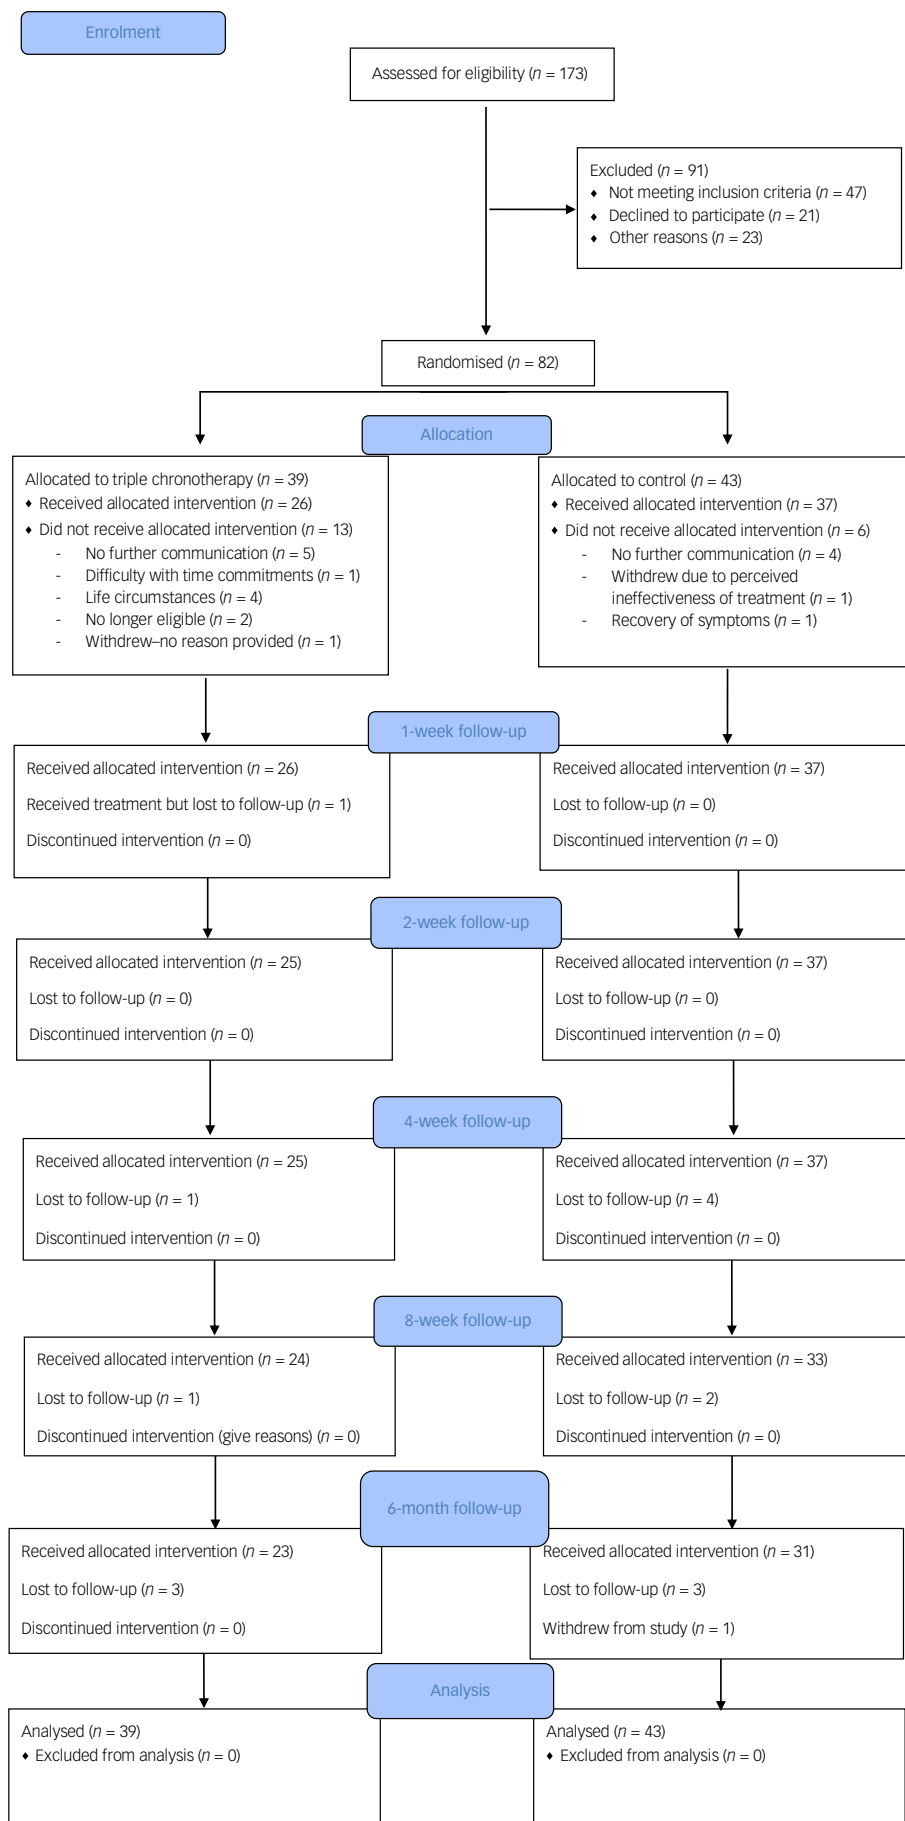 Enrolment
Assessed for eligibility (n = 173)
Excluded (n = 91)
♦ Not meeting inclusion criteria (n = 47)
♦ Declined to participate (n = 21)
♦ Other reasons (n = 23)
Randomised (n = 82)
Allocation
Allocated to triple chronotherapy (n = 39)
♦ Received allocated intervention (n = 26)
♦ Did not receive allocated intervention (n = 13)
- No further communication (n = 5)
- Difficulty with time commitments (n = 1)
- Life circumstances (n = 4)
- No longer eligible (n = 2)
- Withdrew–no reason provided (n = 1)
Allocated to control (n = 43)
♦ Received allocated intervention (n = 37)
♦ Did not receive allocated intervention (n = 6)
- No further communication (n = 4)
- Withdrew due to perceived
ineffectiveness of treatment (n = 1)
- Recovery of symptoms (n = 1)
1-week follow-up
Received allocated intervention (n = 26)
Received treatment but lost to follow-up (n = 1)
Discontinued intervention (n = 0)
Received allocated intervention (n = 37)
Lost to follow-up (n = 0)
Discontinued intervention (n = 0)
2-week follow-up
Received allocated intervention (n = 25)
Lost to follow-up (n = 0)
Discontinued intervention (n = 0)
Received allocated intervention (n = 37)
Lost to follow-up (n = 0)
Discontinued intervention (n = 0)
4-week follow-up
Received allocated intervention (n = 25)
Lost to follow-up (n = 1)
Discontinued intervention (n = 0)
Received allocated intervention (n = 37)
Lost to follow-up (n = 4)
Discontinued intervention (n = 0)
8-week follow-up
Received allocated intervention (n = 24)
Lost to follow-up (n = 1)
Discontinued intervention (give reasons) (n = 0)
Received allocated intervention (n = 33)
Lost to follow-up (n = 2)
Discontinued intervention (n = 0)
6-month follow-up
Received allocated intervention (n = 23)
Lost to follow-up (n = 3)
Discontinued intervention (n = 0)
Received allocated intervention (n = 31)
Lost to follow-up (n = 3)
Withdrew from study (n = 1)
Analysis
Analysed (n = 39)
♦ Excluded from analysis (n = 0)
Analysed (n = 43)
♦ Excluded from analysis (n = 0)